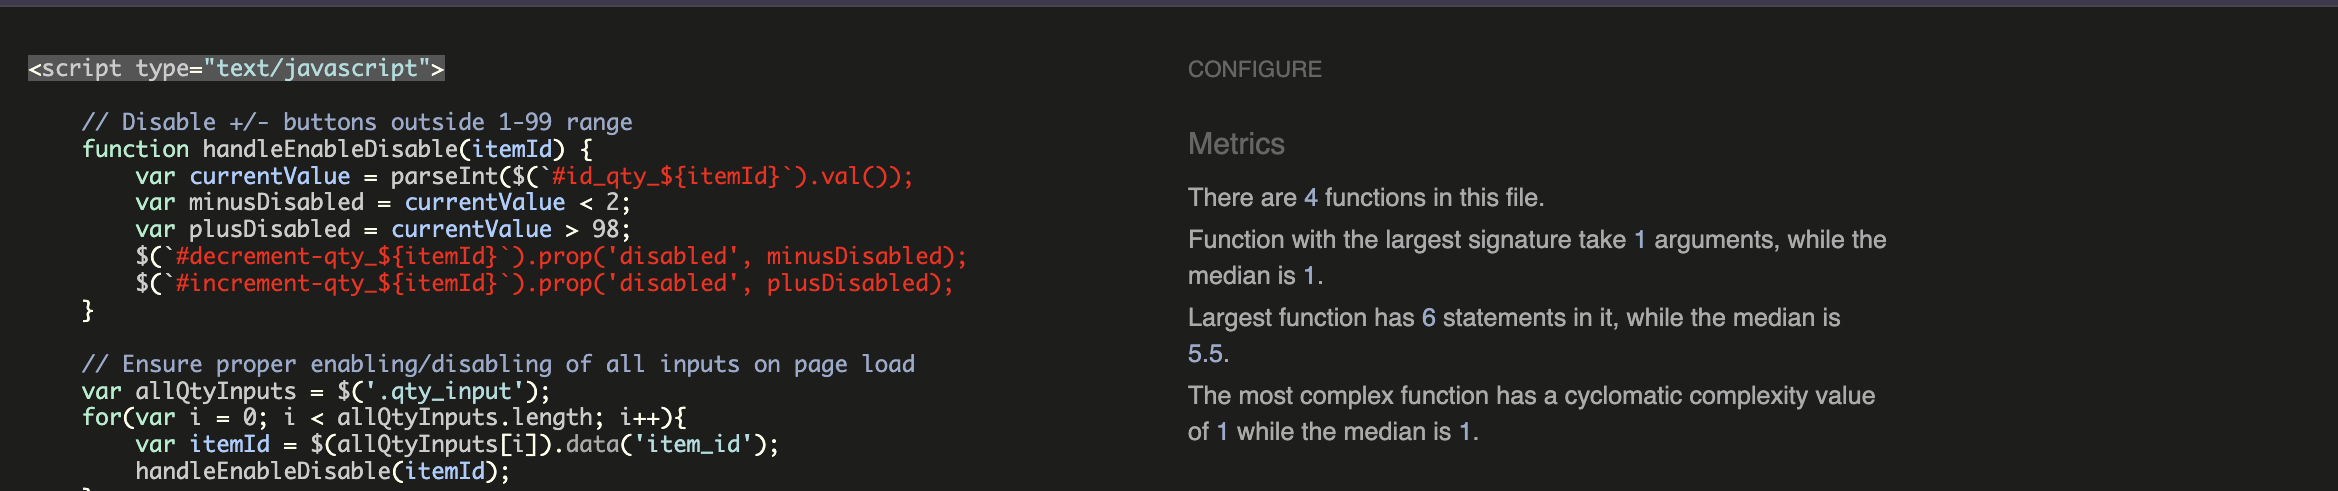 <script type="text/javascript">
// Disable +/- buttons outside 1-99 range
function handleEnableDisable(itemId) {
var currentValue = parseInt($(`#id_qty_${itemId}`).val());
var minusDisabled = currentValue < 2;
var plusDisabled = currentValue > 98;
$(`#decrement-qty_${itemId}`).prop('disabled', minusDisabled);
$(`#increment-qty_${itemId}`).prop('disabled', plusDisabled);
}
// Ensure proper enabling/disabling of all inputs on page load
var allQtyInputs = $('.qty_input');
for(var i = 0; i < allQtyInputs.length; i++){
var itemId = $(allQtyInputs[i]).data('item_id');
handleEnableDisable(itemId);
CONFIGURE
Metrics
There are 4 functions in this file.
Function with the largest signature take 1 arguments, while the
median is 1.
Largest function has 6 statements in it, while the median is
5.5.
The most complex function has a cyclomatic complexity value
of 1 while the median is 1.